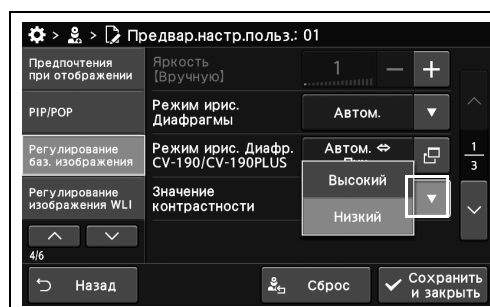 > > Предвар.настр.польз.: 01
Предпочтения
при отображении
PIP/POP
Регулирование
баз. изображения
Регулирование
изображения WLI
4/6
Яркость
【Вручную】
1
Режим ирис.
Диафрагмы
Автом.
Режим ирис. Диафр.
CV-190/CV-190PLUS
Автом. ⇔
Значение
контрастности
Высокий
Низкий
1
3
Назад
Сброс
Сохранить
и закрыть